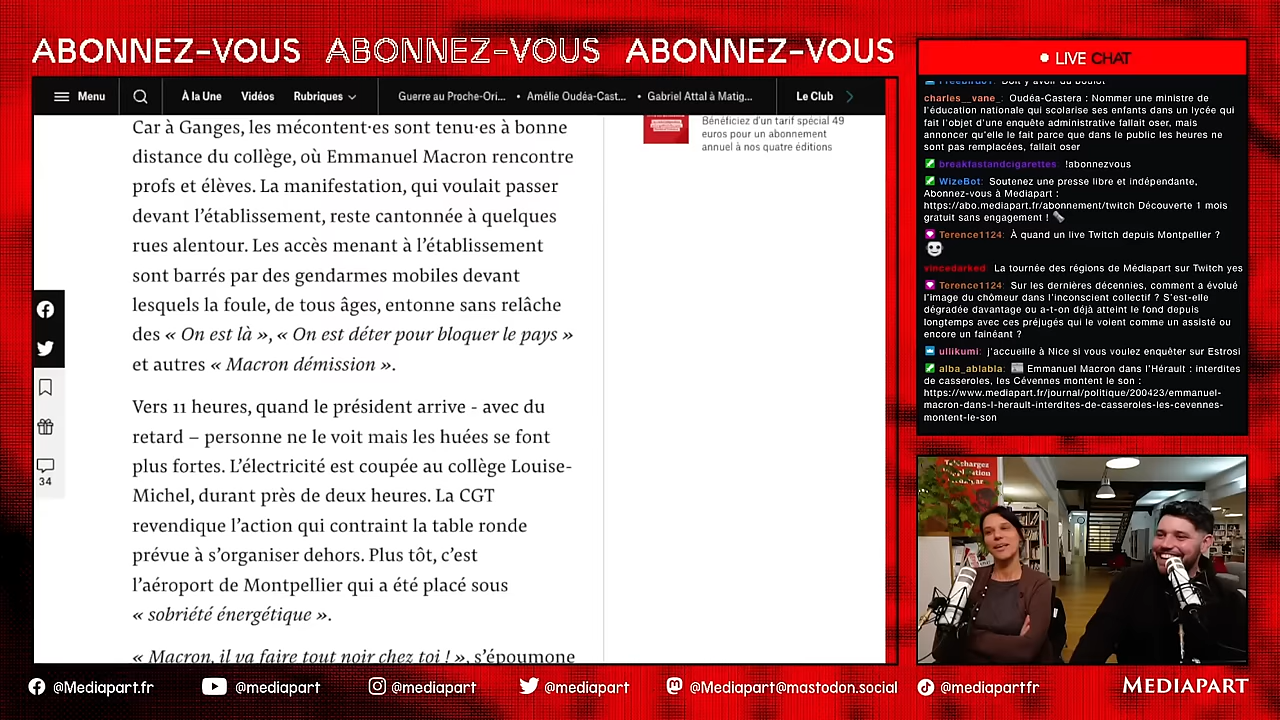 ABONNEZ-VOUS ABONNEZ-VOUS ABONNEZ-VOUS
Menu
À la Une Vidéos Rubriques
Guerre au Proche-Ori... • Amélie Oudéa-Cast... • Gabriel Attal à Matig...
Le Club
Car à Ganges, les mécontent·es sont tenu·es à bonne
distance du collège, où Emmanuel Macron rencontre
profs et élèves. La manifestation, qui voulait passer
devant l’établissement, reste cantonnée à quelques
rues alentour. Les accès menant à l’établissement
sont barrés par des gendarmes mobiles devant
lesquels la foule, de tous âges, entonne sans relâche
des « On est là », « On est déter pour bloquer le pays »
et autres « Macron démission ».
Vers 11 heures, quand le président arrive - avec du
retard – personne ne le voit mais les huées se font
plus fortes. L’électricité est coupée au collège Louise-
Michel, durant près de deux heures. La CGT
revendique l’action qui contraint la table ronde
prévue à s’organiser dehors. Plus tôt, c’est
l’aéroport de Montpellier qui a été placé sous
« sobriété énergétique ».
« Macron, il va faire tout noir chez toi ! », s’époumone
34
Bénéficiez d’un tarif spécial 49
euros pour un abonnement
annuel à nos quatre éditions
LIVE CHAT
charles__vane_: Oudéa-Castera : Nommer une ministre de
l'éducation nationale qui scolarise ses enfants dans un lycée qui
fait l'objet d'une enquête administrative fallait oser, mais
annoncer qu'elle le fait parce que dans le public les heures ne
sont pas remplacées, fallait oser
breakfastandcigarettes: !abonnezvous
WizeBot: Soutenez une presse libre et indépendante,
Abonnez-vous à Mediapart :
https://abo.mediapart.fr/abonnement/twitch Découverte 1 mois
gratuit sans engagement !
Terence1124: À quand un live Twitch depuis Montpellier ?
vincedarked La tournée des régions de Médiapart sur Twitch yes
Terence1124: Sur les dernières décennies, comment a évolué
l'image du chômeur dans l'inconscient collectif ? S'est-elle
dégradée davantage ou a-t-on déjà atteint le fond depuis
longtemps avec ces préjugés qui le voient comme un assisté ou
encore un fainéant ?
ullikumi: j'accueille à Nice si vous voulez enquêter sur Estrosi
alba_ablabla: Emmanuel Macron dans l'Hérault : interdites
de casseroles, les Cévennes montent le son :
https://www.mediapart.fr/journal/politique/200423/emmanuel-
macron-dans-l-herault-interdites-de-casseroles-les-cevennes-
montent-le-son
@Mediapart.fr @mediapart @mediapart @mediapart @Mediapart@mastodon.social @mediapartfr
MEDIAPART